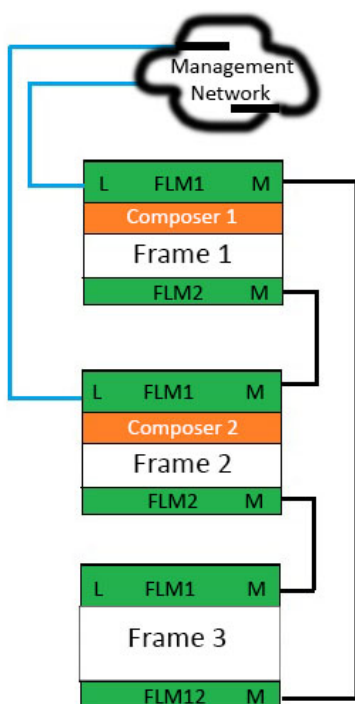 Management
Network
L FLM1 M
Composer 1
Frame 1
FLM2 M
L FLM1 M
Composer 2
Frame 2
FLM2 M
L FLM1 M
Frame 3
FLM12 M